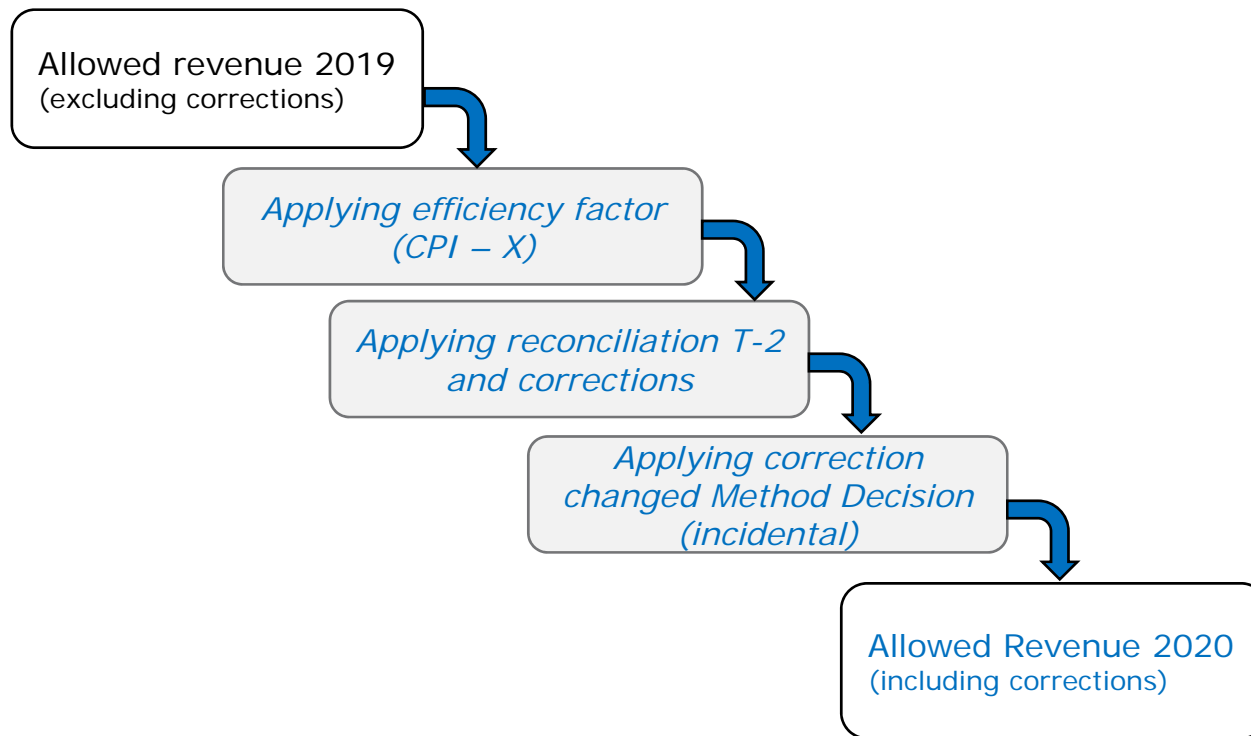 Allowed revenue 2019
(excluding corrections)
Applying efficiency factor
(CPI – X)
Applying reconciliation T-2
and corrections
Applying correction
changed Method Decision
(incidental)
Allowed Revenue 2020
(including corrections)